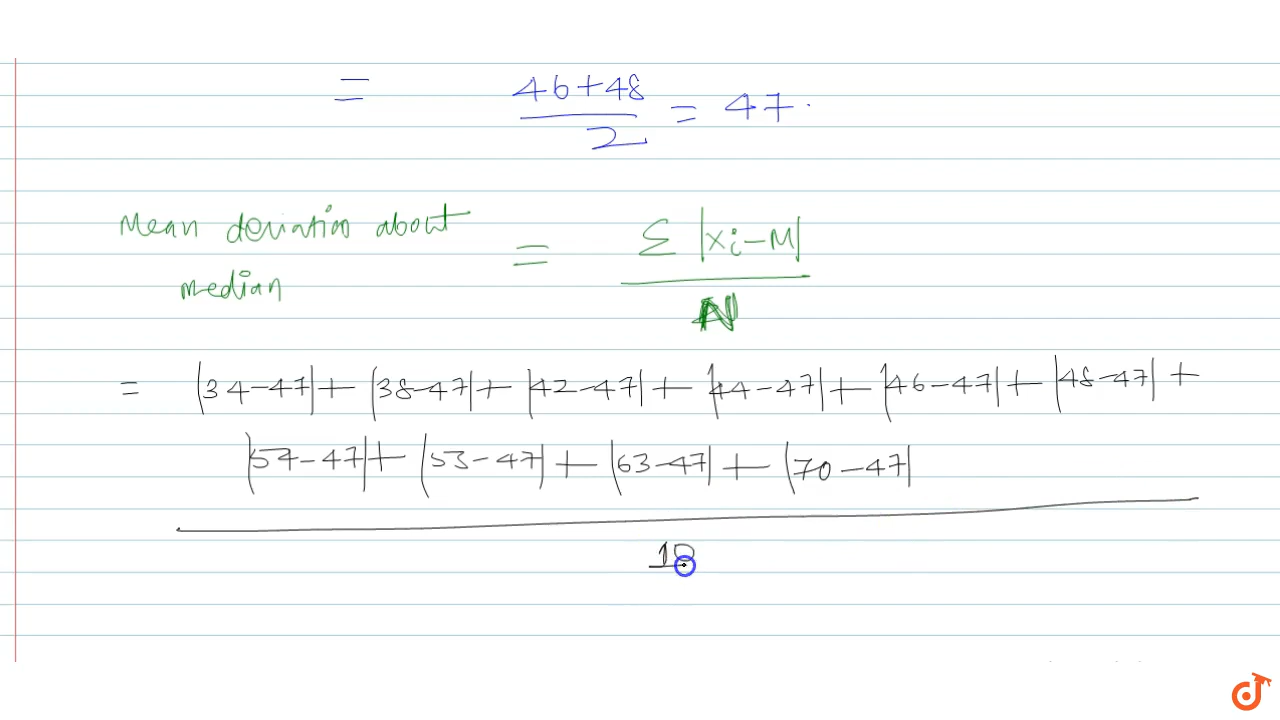 = 46+48 / 2 = 47.
Mean deviation about median = Σ |xi-M| / N
= |34-47|+ |38-47|+ |42-47|+ |44-47|+ |46-47|+ |48-47|+
|54-47|+ |53-47|+ |63-47|+ |70-47|
10